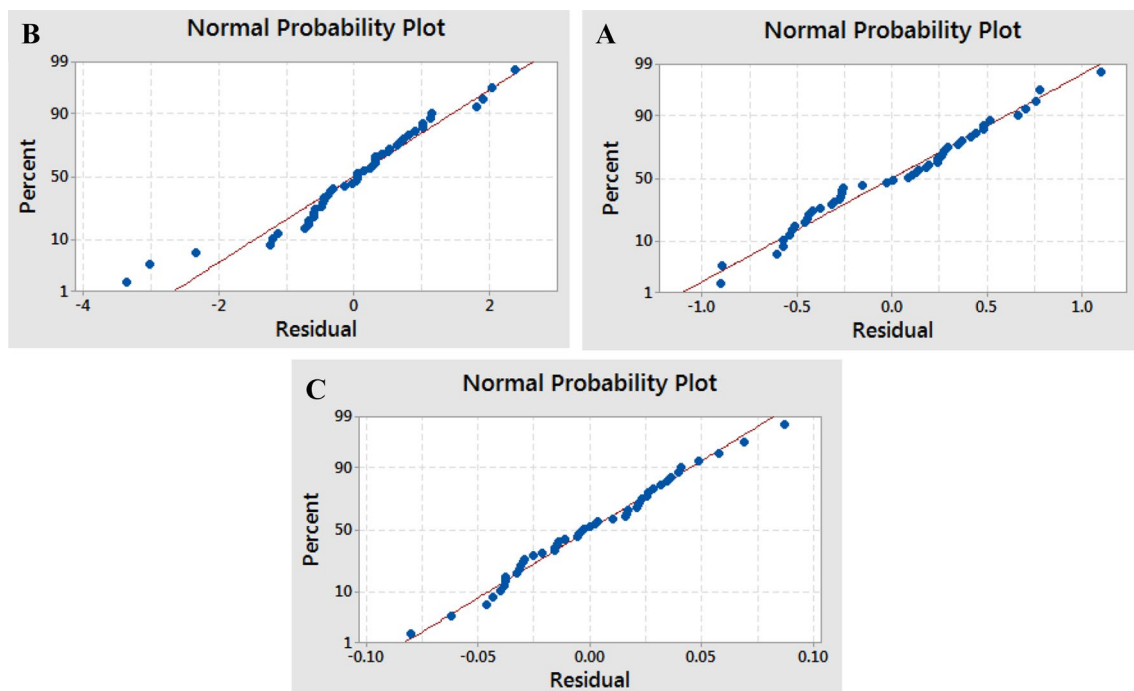 B
Normal Probability Plot
99
90
50
10
1
Percent
-4 -2 0 2
Residual
A
Normal Probability Plot
99
90
50
10
1
Percent
-1.0 -0.5 0.0 0.5 1.0
Residual
C
Normal Probability Plot
99
90
50
10
1
Percent
-0.10 -0.05 0.00 0.05 0.10
Residual